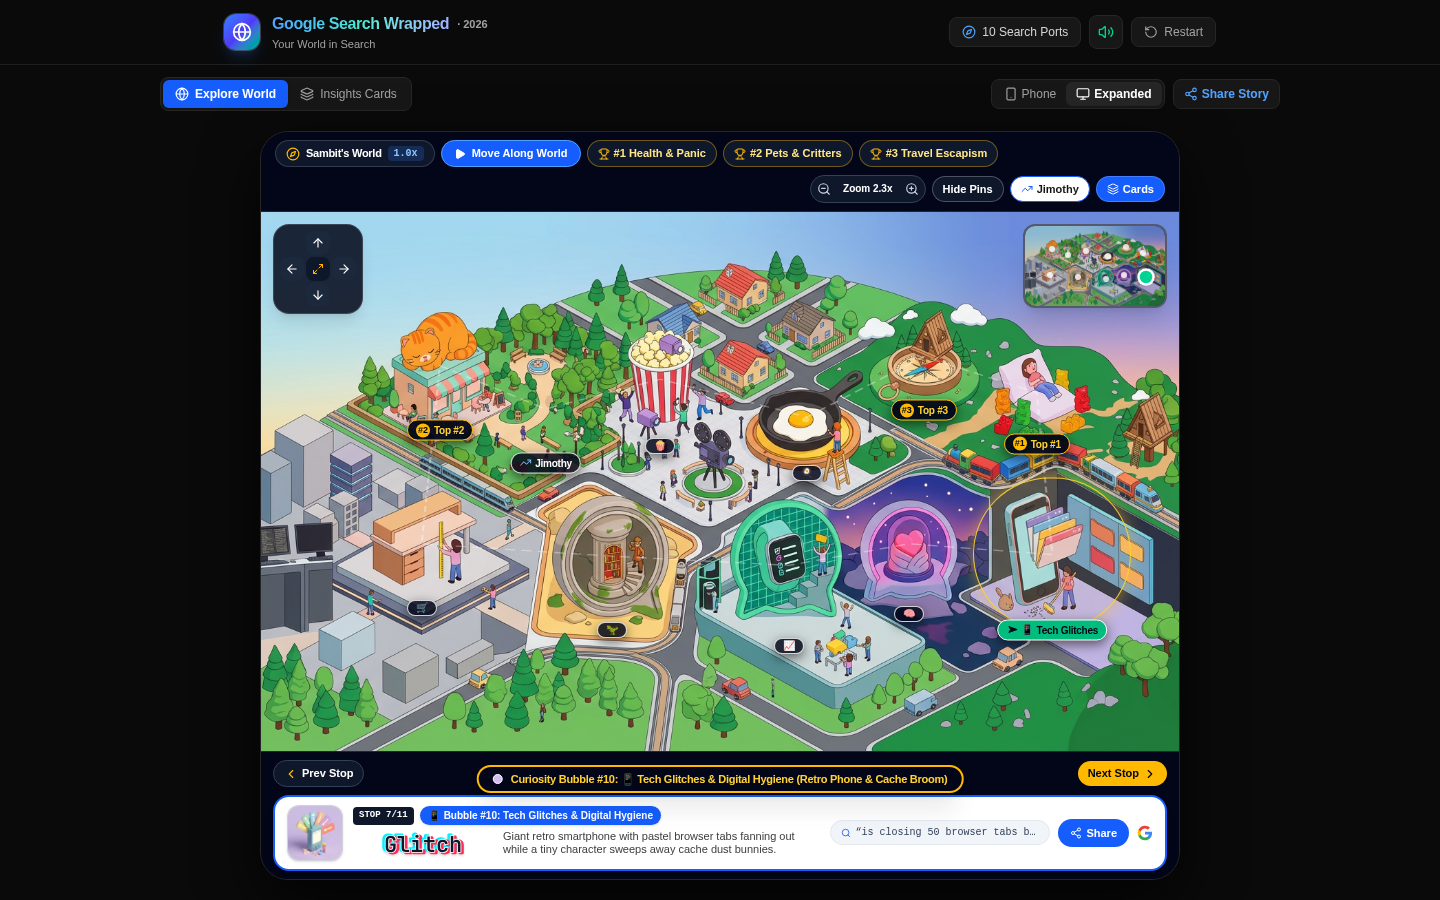 Google Search Wrapped · 2026
Your World in Search
10 Search Ports
Restart
Explore World
Insights Cards
Phone
Expanded
Share Story
Sambit's World 1.0x
Move Along World
#1 Health & Panic
#2 Pets & Critters
#3 Travel Escapism
Zoom 2.3x
Hide Pins
Jimothy
Cards
#3 Top #3
#2 Top #2
#1 Top #1
Jimothy
Tech Glitches
Prev Stop
Curiosity Bubble #10: Tech Glitches & Digital Hygiene (Retro Phone & Cache Broom)
Next Stop
STOP 7/11
Bubble #10: Tech Glitches & Digital Hygiene
Glitch
Giant retro smartphone with pastel browser tabs fanning out
while a tiny character sweeps away cache dust bunnies.
“is closing 50 browser tabs b…
Share